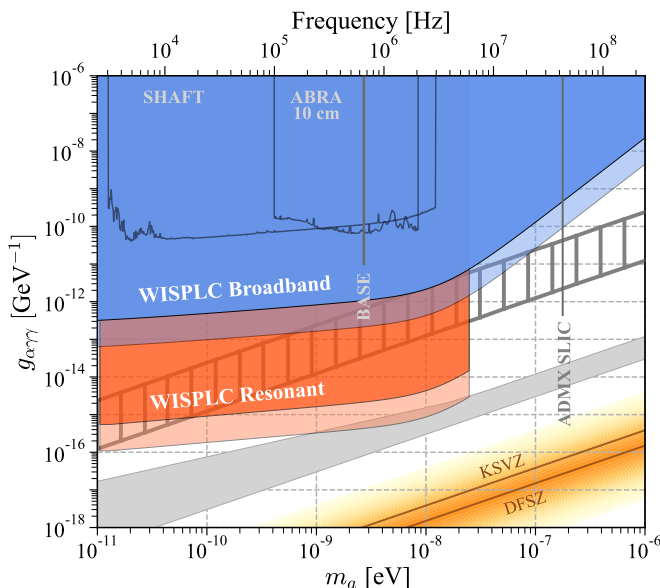 Frequency [Hz]
10^4 10^5 10^6 10^7 10^8
10^-6
10^-8
10^-10
10^-12
10^-14
10^-16
10^-18
g_αγγ [GeV^-1]
SHAFT
ABRA
10 cm
WISPLC Broadband
BASE
WISPLC Resonant
ADMX SLIC
KSVZ
DFSZ
10^-11 10^-10 10^-9 10^-8 10^-7 10^-6
m_a [eV]